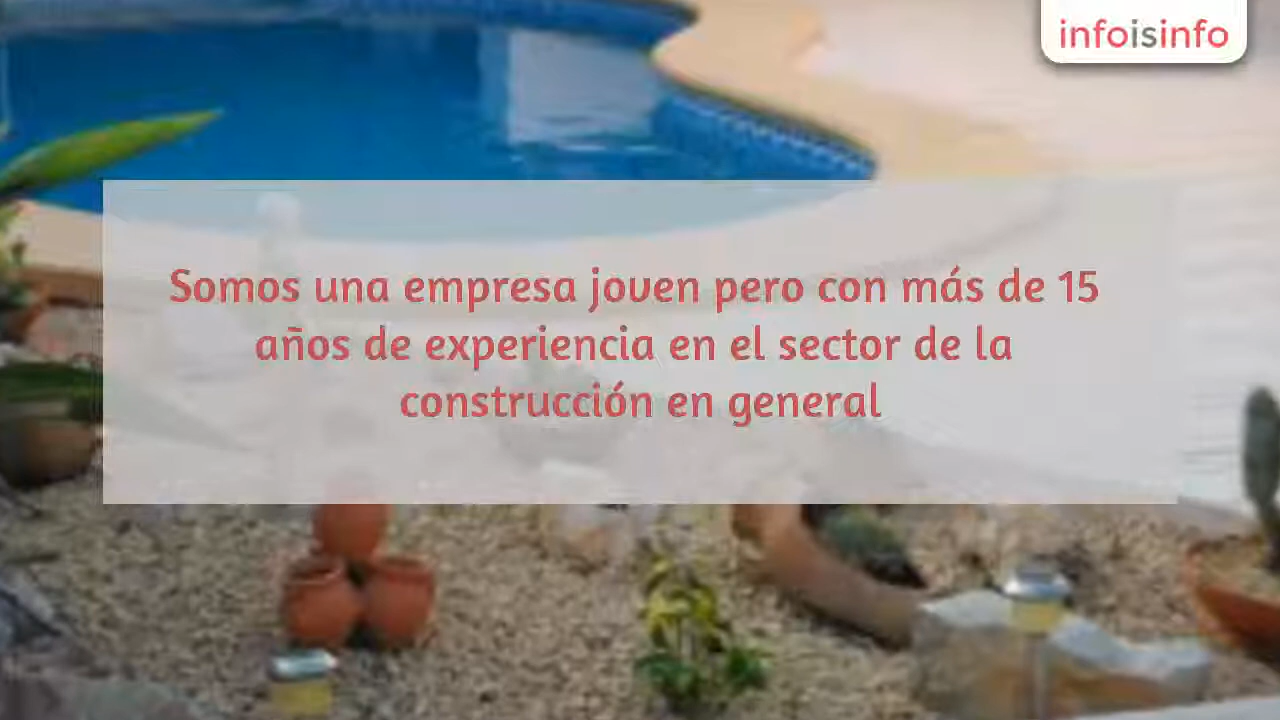 infoisinfo
Somos una empresa joven pero con más de 15
años de experiencia en el sector de la
construcción en general